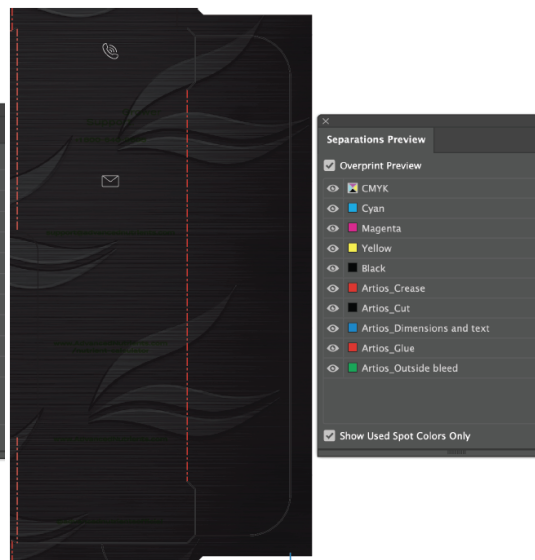 Separations Preview
Overprint Preview
CMYK
Cyan
Magenta
Yellow
Black
Artios_Crease
Artios_Cut
Artios_Dimensions and text
Artios_Glue
Artios_Outside bleed
Show Used Spot Colors Only